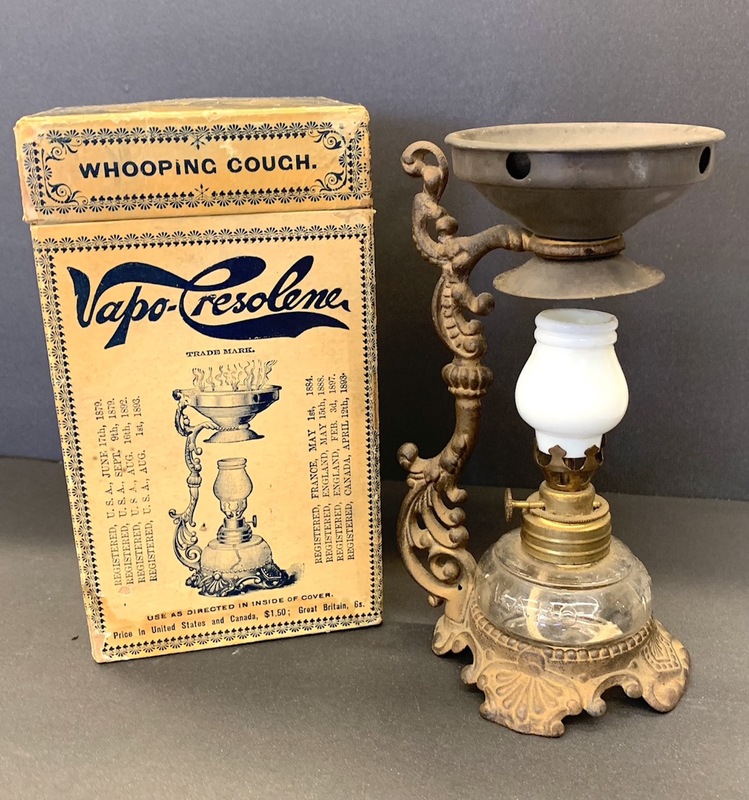 WHOOPING COUGH.
Vapo-Cresolene
TRADE MARK.
REGISTERED, U.S.A., JUNE 17th, 1879.
REGISTERED, U.S.A., SEPT. 9th, 1879.
REGISTERED, U.S.A., AUG. 16th, 1892.
REGISTERED, U.S.A., AUG. 1st, 1893.
REGISTERED, FRANCE, MAY 1st, 1884.
REGISTERED, ENGLAND, MAY 15th, 1888.
REGISTERED, ENGLAND, FEB. 3d, 1897.
REGISTERED, CANADA, APRIL 12th, 1893.
USE AS DIRECTED IN INSIDE OF COVER.
Price in United States and Canada, $1.50; Great Britain, 6s.